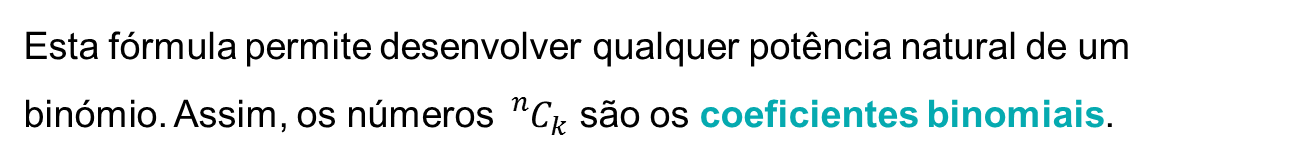 Esta fórmula permite desenvolver qualquer potência natural de um
binómio. Assim, os números ⁿCₖ são os coeficientes binomiais.